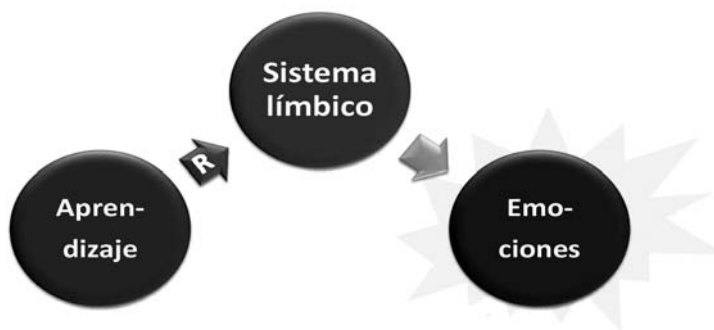 Sistema
límbico
R
Apren-
dizaje
Emo-
ciones